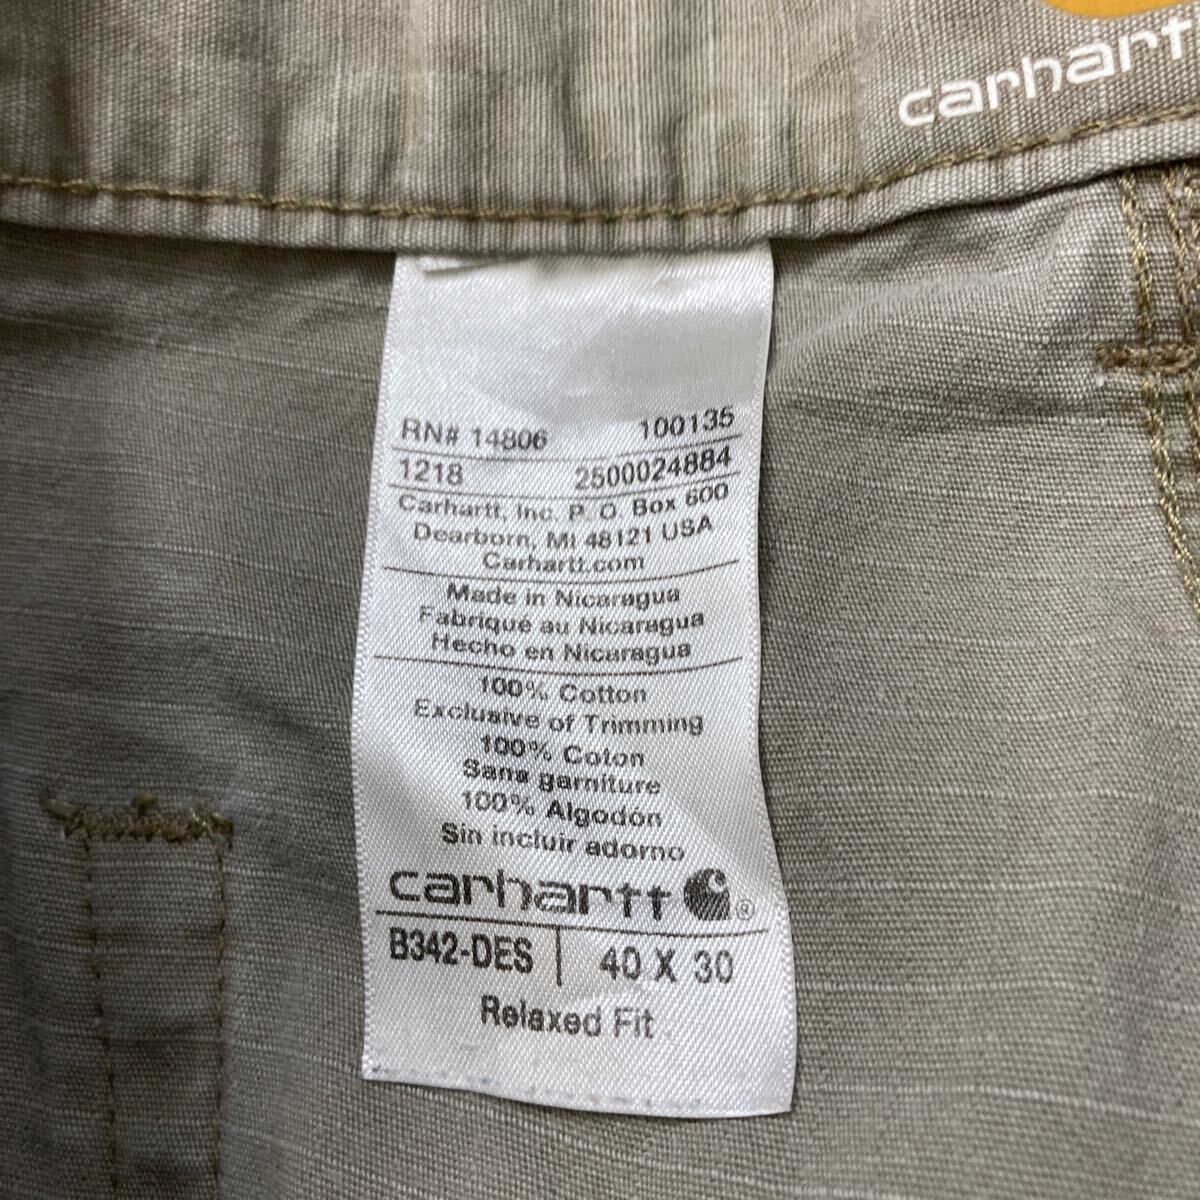 carhartt
RN# 14806 100135
1218 2500024884
Carhartt, Inc. P. O. Box 600
Dearborn, MI 48121 USA
Carhartt.com
Made in Nicaragua
Fabriqué au Nicaragua
Hecho en Nicaragua
100% Cotton
Exclusive of Trimming
100% Coton
Sans garniture
100% Algodón
Sin incluir adorno
carhartt ®
B342-DES | 40 X 30
Relaxed Fit